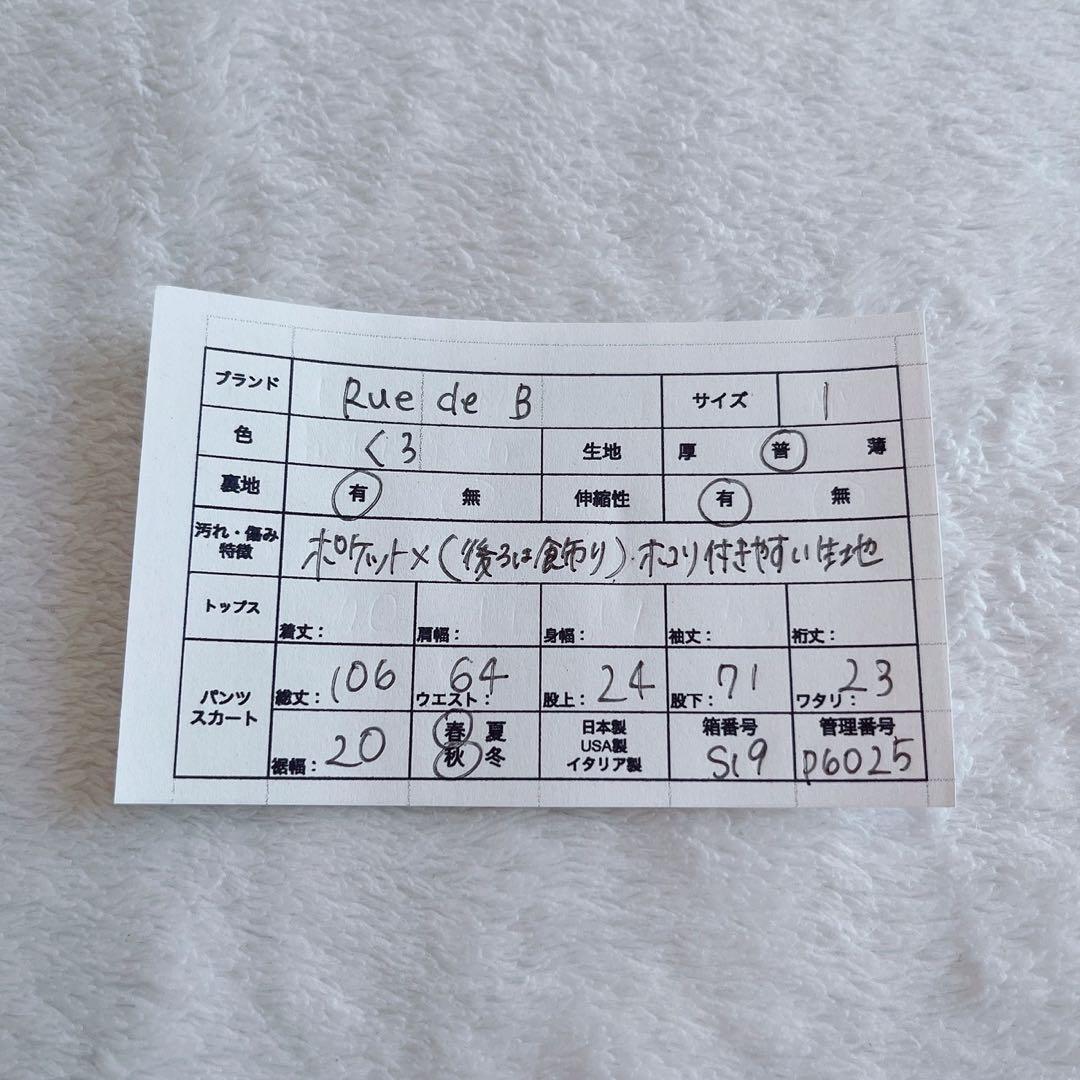 ブランド Rue de B サイズ 1
色 くろ 生地 厚 普 薄
裏地 有 無 伸縮性 有 無
汚れ・傷み
特徴 ポケット×(後ろは飾り)・ホコリ付きやすい生地
トップス 着丈： 肩幅： 身幅： 袖丈： 裄丈：
パンツ
スカート
総丈：106 ウエスト：64 股上：24 股下：71 ワタリ：23
裾幅：20
春 夏
秋 冬
日本製
USA製
イタリア製
箱番号
S19
管理番号
P6025